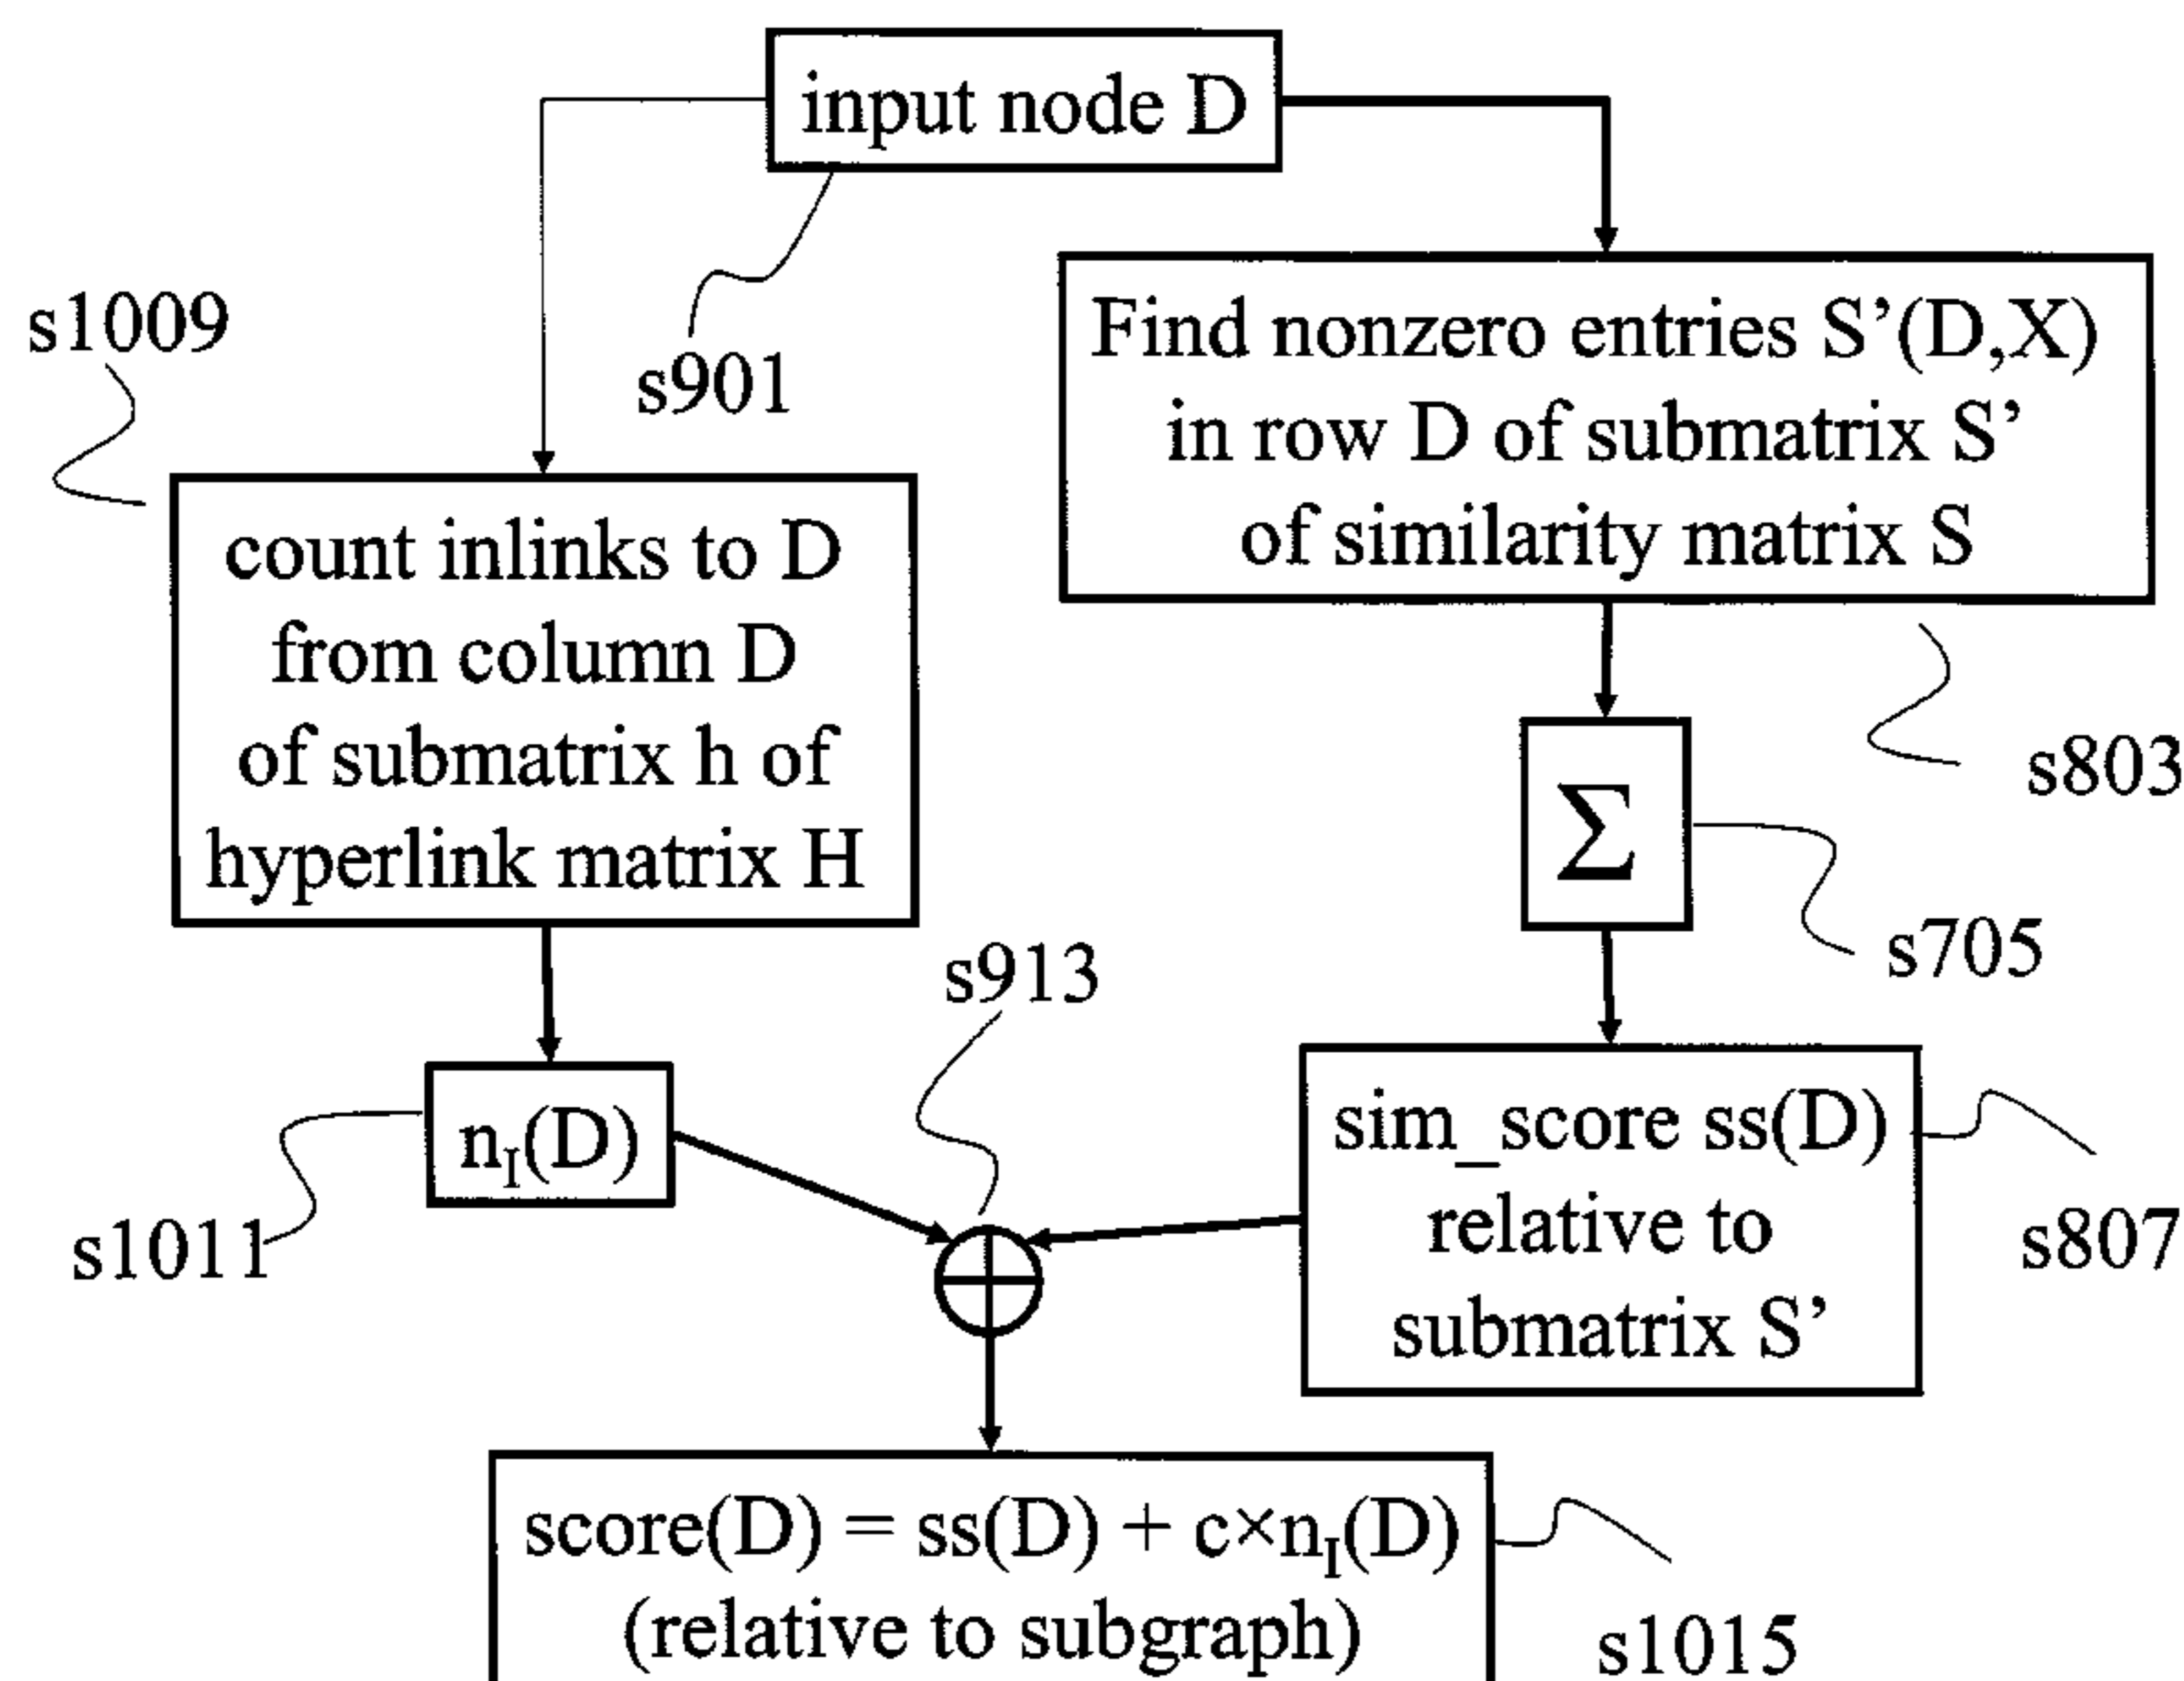 input node D
s1009
s901
Find nonzero entries S’(D,X)
in row D of submatrix S’
of similarity matrix S
count inlinks to D
from column D
of submatrix h of
hyperlink matrix H
s803
Σ
s705
s913
n_I(D)
s1011
sim_score ss(D)
relative to
submatrix S’
s807
score(D) = ss(D) + c×n_I(D)
(relative to subgraph)
s1015